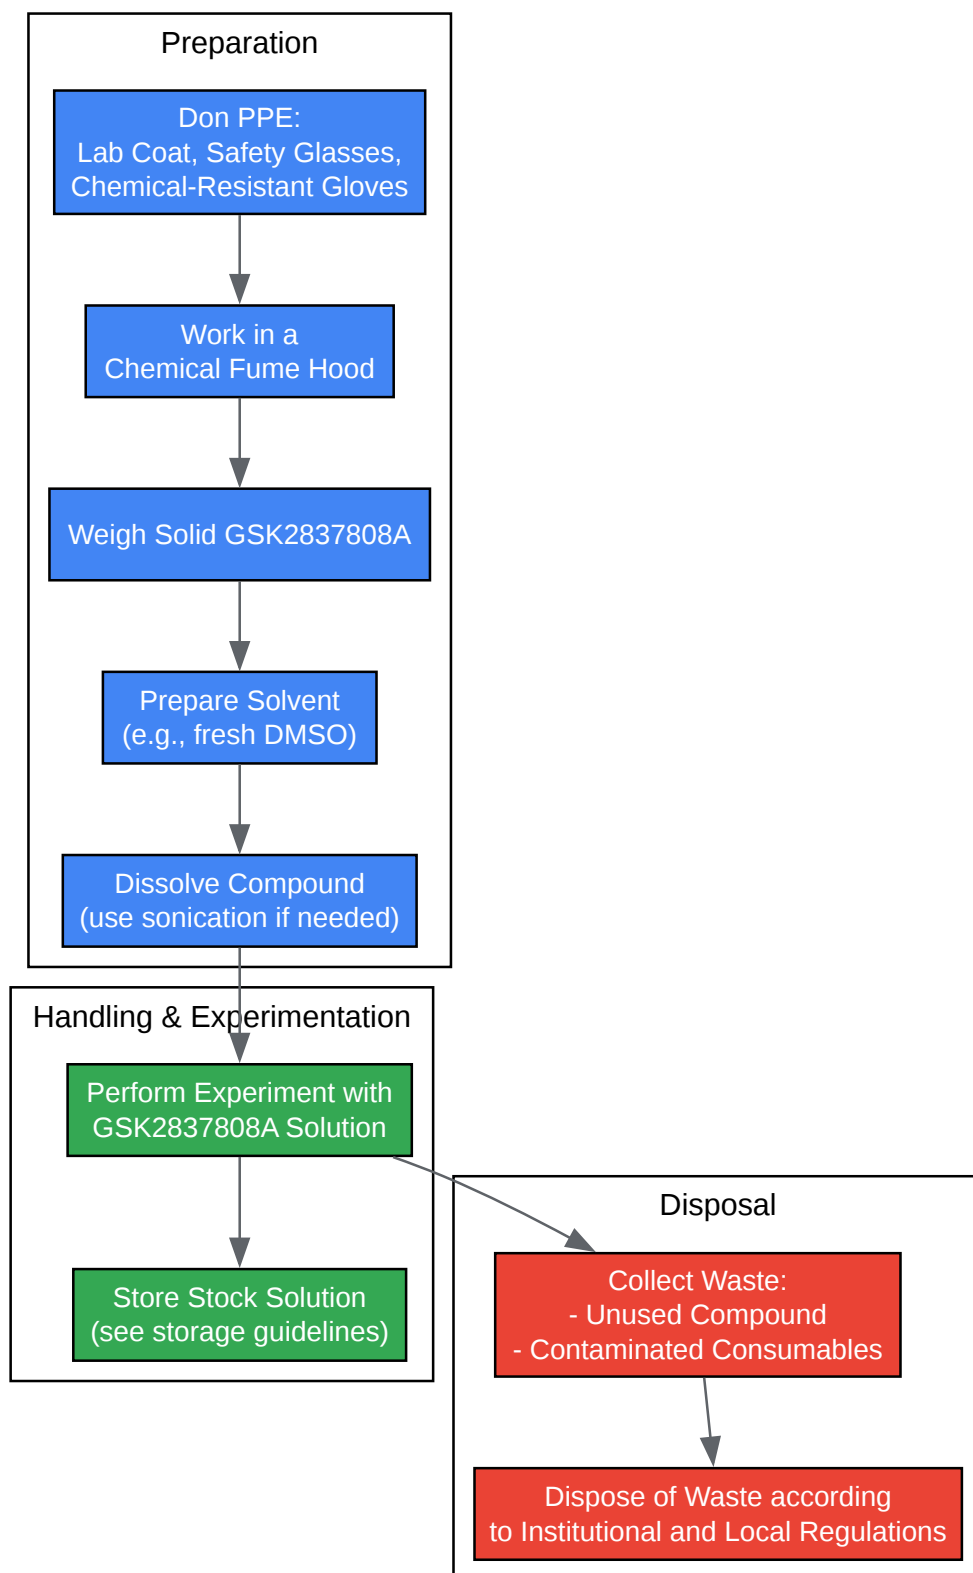 Preparation
Don PPE:
Lab Coat, Safety Glasses,
Chemical-Resistant Gloves
Work in a
Chemical Fume Hood
Weigh Solid GSK2837808A
Prepare Solvent
(e.g., fresh DMSO)
Dissolve Compound
(use sonication if needed)
Handling & Experimentation
Perform Experiment with
GSK2837808A Solution
Store Stock Solution
(see storage guidelines)
Disposal
Collect Waste:
- Unused Compound
- Contaminated Consumables
Dispose of Waste according
to Institutional and Local Regulations